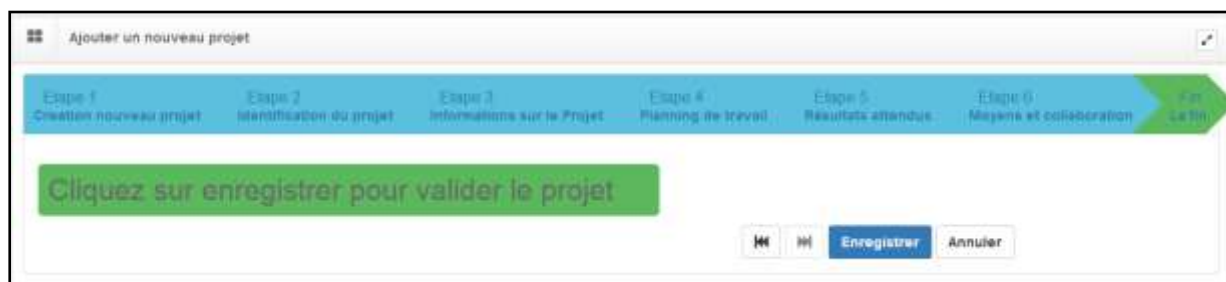 Ajouter un nouveau projet
Etape 1 Etape 2 Etape 3 Etape 4 Etape 5 Etape 6 Fin
Création nouveau projet Identification du projet Informations sur le Projet Planning de travail Résultats attendus Moyens et collaboration La fin
Cliquez sur enregistrer pour valider le projet
Enregistrer Annuler